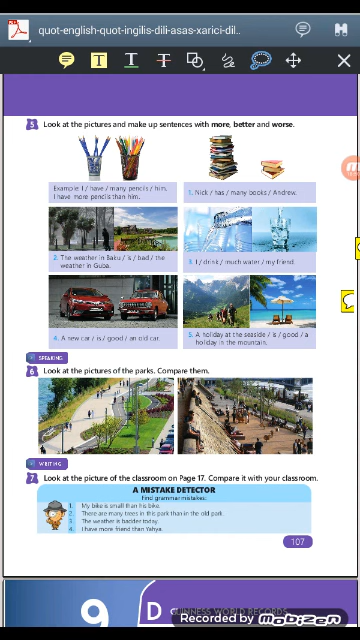 quot-english-quot-ingilis-dili-asas-xarici-dil..
5 Look at the pictures and make up sentences with more, better and worse.
Example: I / have / many pencils / him.
I have more pencils than him.
1. Nick / has / many books / Andrew.
2. The weather in Baku / is / bad / the
weather in Guba.
3. I / drink / much water / my friend.
4. A new car / is / good / an old car.
5. A holiday at the seaside / is / good / a
holiday in the mountain.
SPEAKING
6 Look at the pictures of the parks. Compare them.
WRITING
7 Look at the picture of the classroom on Page 17. Compare it with your classroom.
A MISTAKE DETECTOR
Find grammar mistakes:
1. My bike is small than his bike.
2. There are many trees in this park than in the old park.
3. The weather is badder today.
4. I have more friend than Yahya.
107
9
GUINNESS WORLD RECORDS
Recorded by MOBIZEN